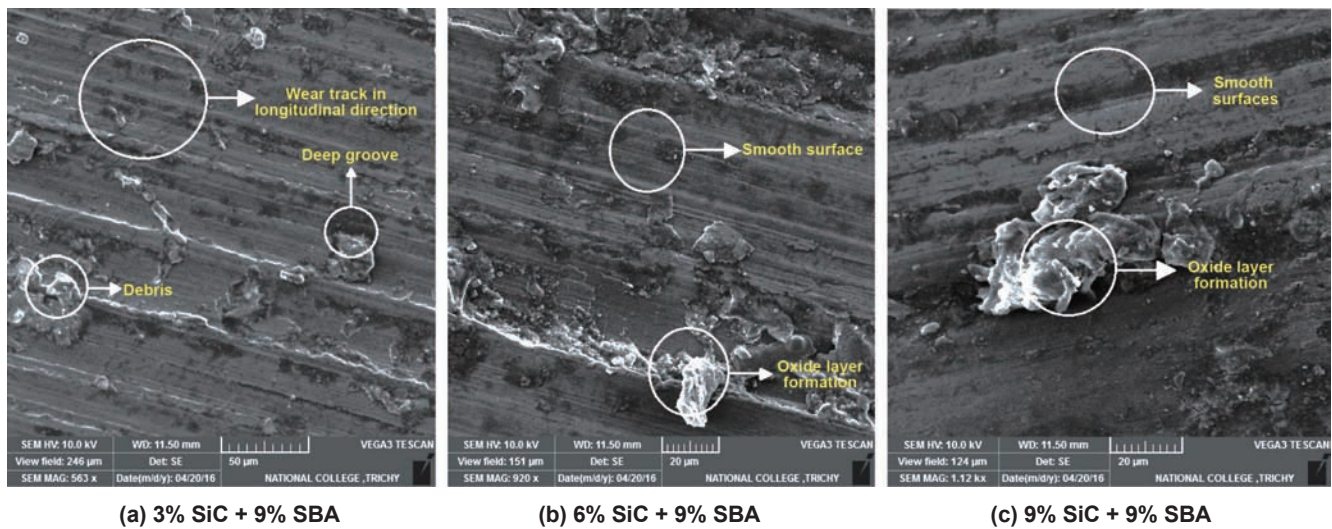 Wear track in
longitudinal direction
Deep groove
Debris
SEM HV: 10.0 kV WD: 11.50 mm VEGA3 TESCAN
View field: 246 µm Det: SE 50 µm
SEM MAG: 563 x Date(m/d/y): 04/20/16 NATIONAL COLLEGE ,TRICHY
(a) 3% SiC + 9% SBA
Smooth surface
Oxide layer
formation
SEM HV: 10.0 kV WD: 11.50 mm VEGA3 TESCAN
View field: 151 µm Det: SE 20 µm
SEM MAG: 920 x Date(m/d/y): 04/20/16 NATIONAL COLLEGE ,TRICHY
(b) 6% SiC + 9% SBA
Smooth
surfaces
Oxide layer
formation
SEM HV: 10.0 kV WD: 11.50 mm VEGA3 TESCAN
View field: 124 µm Det: SE 20 µm
SEM MAG: 1.12 kx Date(m/d/y): 04/20/16 NATIONAL COLLEGE ,TRICHY
(c) 9% SiC + 9% SBA